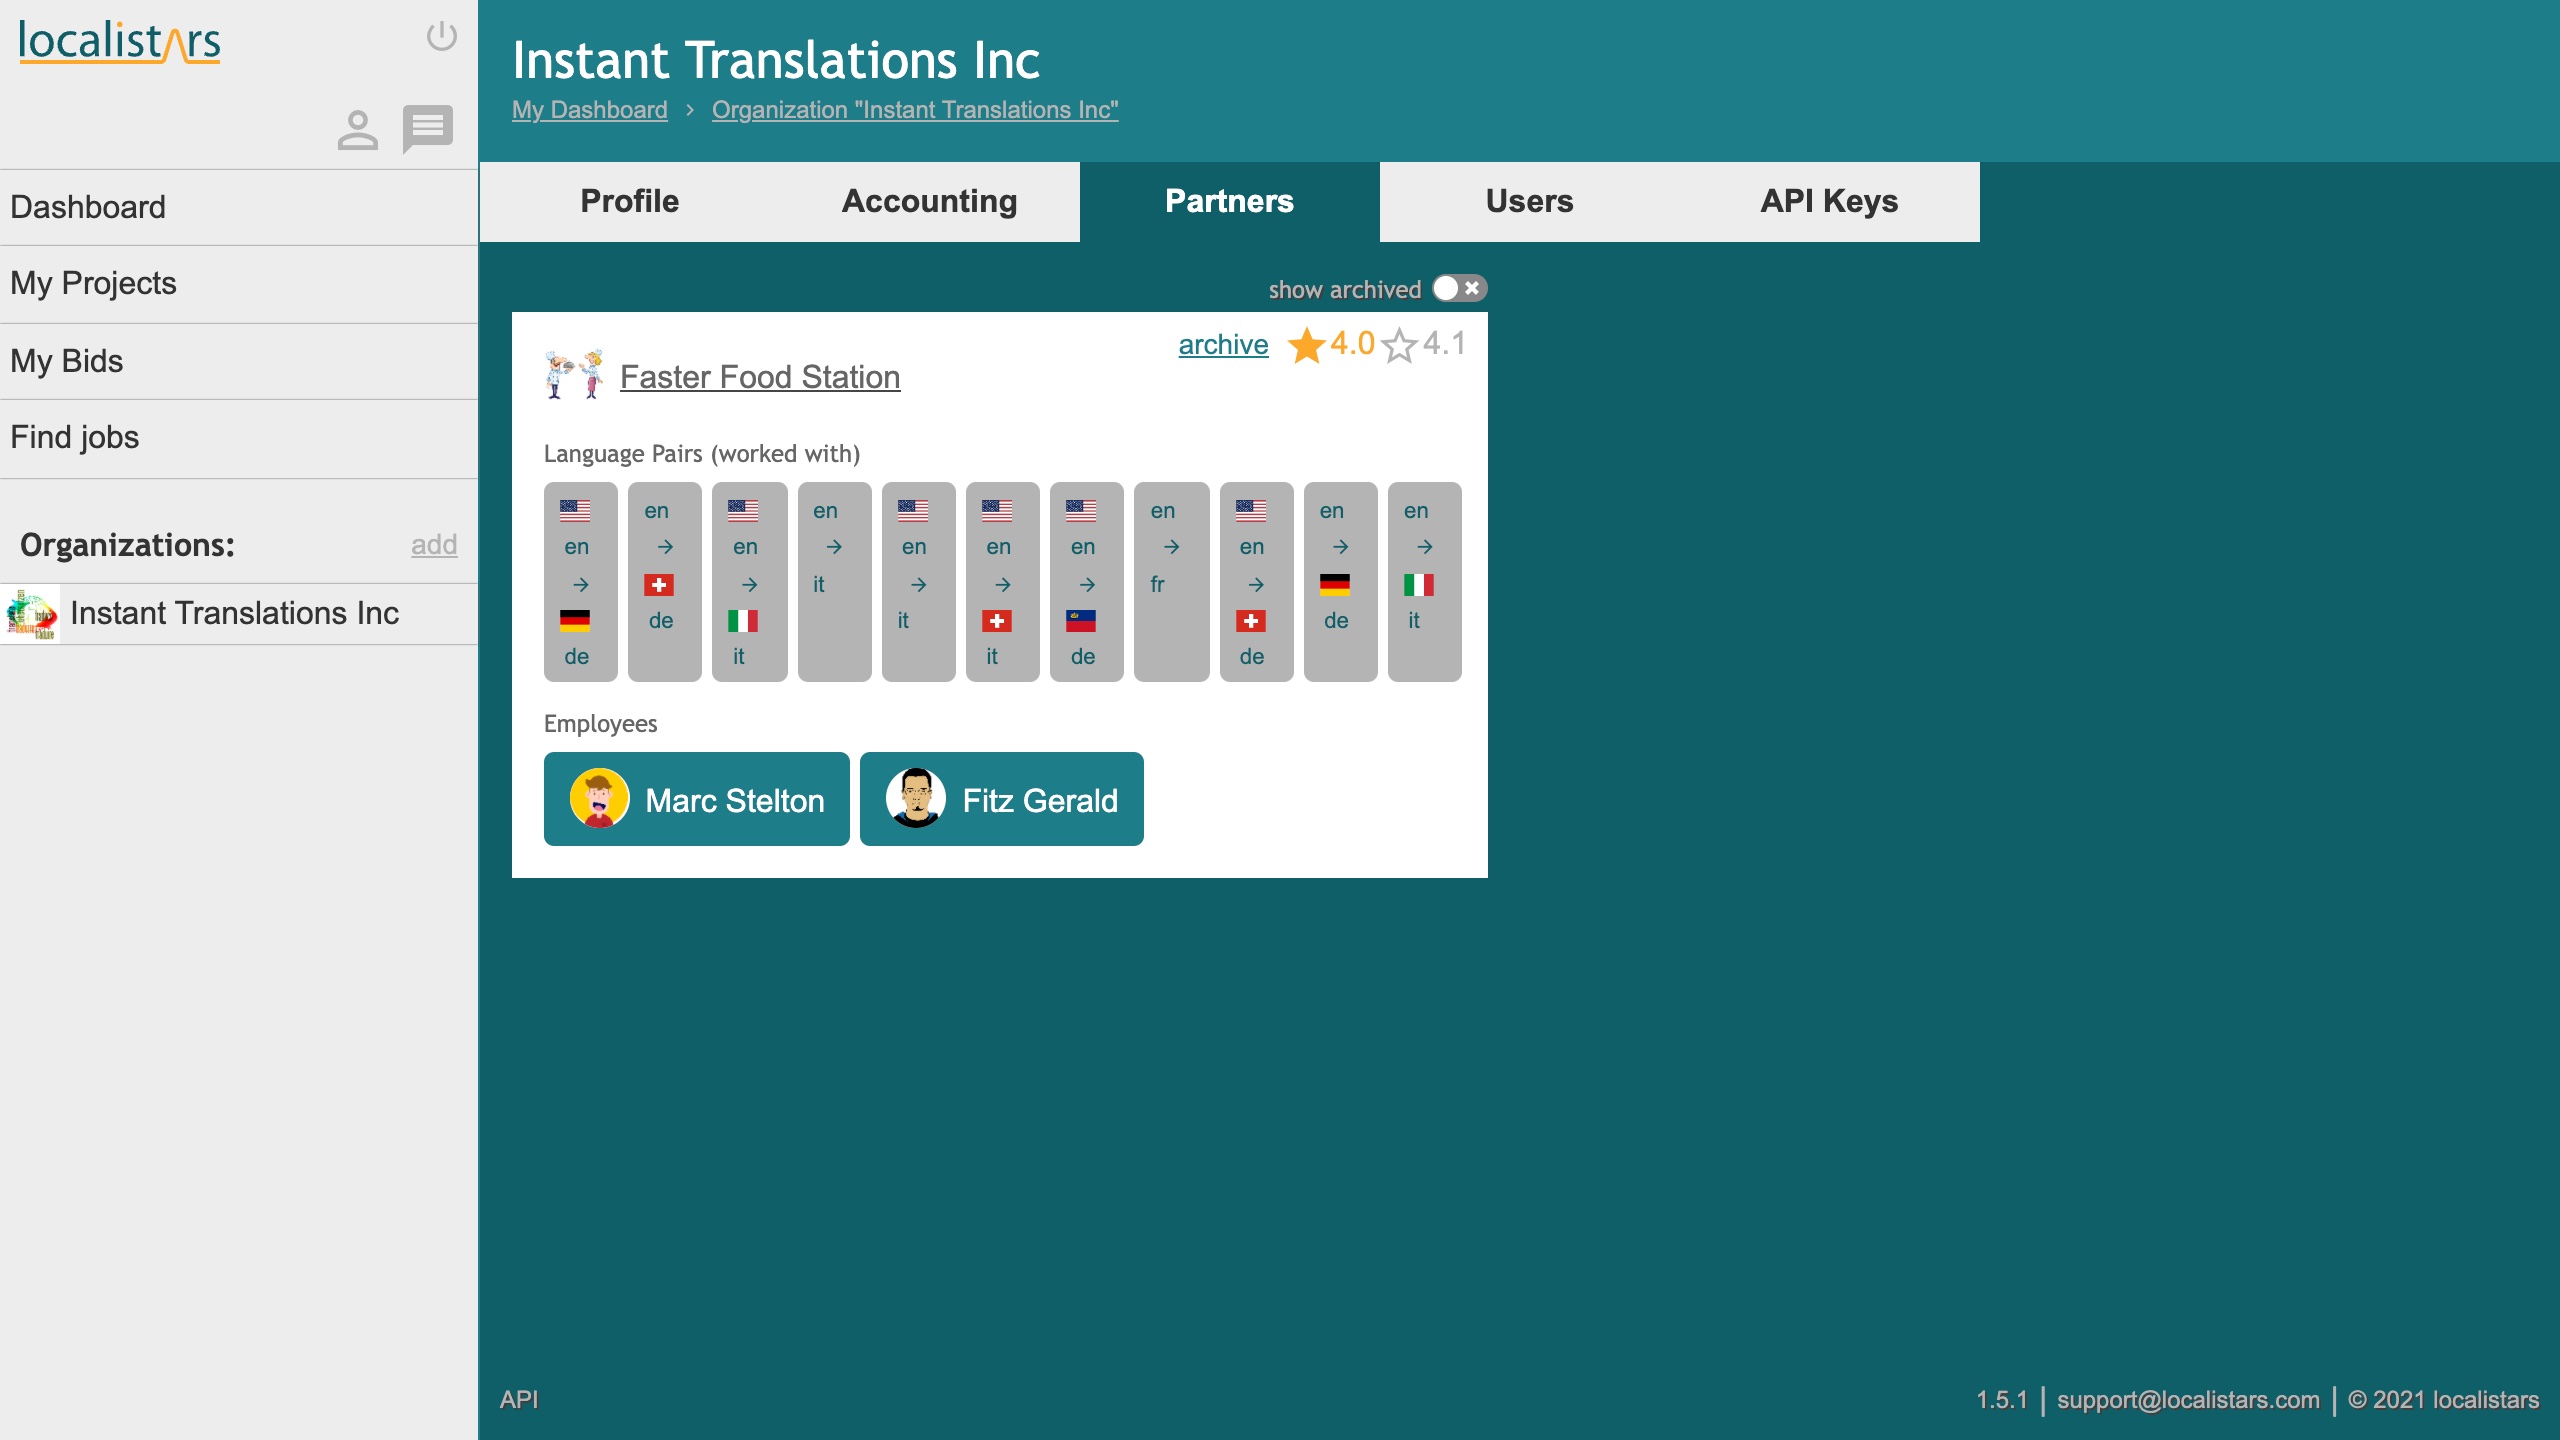 localistars
Dashboard
My Projects
My Bids
Find jobs
Organizations: add
Instant Translations Inc
Instant Translations Inc
My Dashboard › Organization "Instant Translations Inc"
Profile Accounting Partners Users API Keys
show archived
archive 4.0 4.1
Faster Food Station
Language Pairs (worked with)
en → de
en → de
en → it
en → it
en → it
en → it
en → de
en → fr
en → de
en → de
en → it
Employees
Marc Stelton Fitz Gerald
API
1.5.1 | support@localistars.com | © 2021 localistars